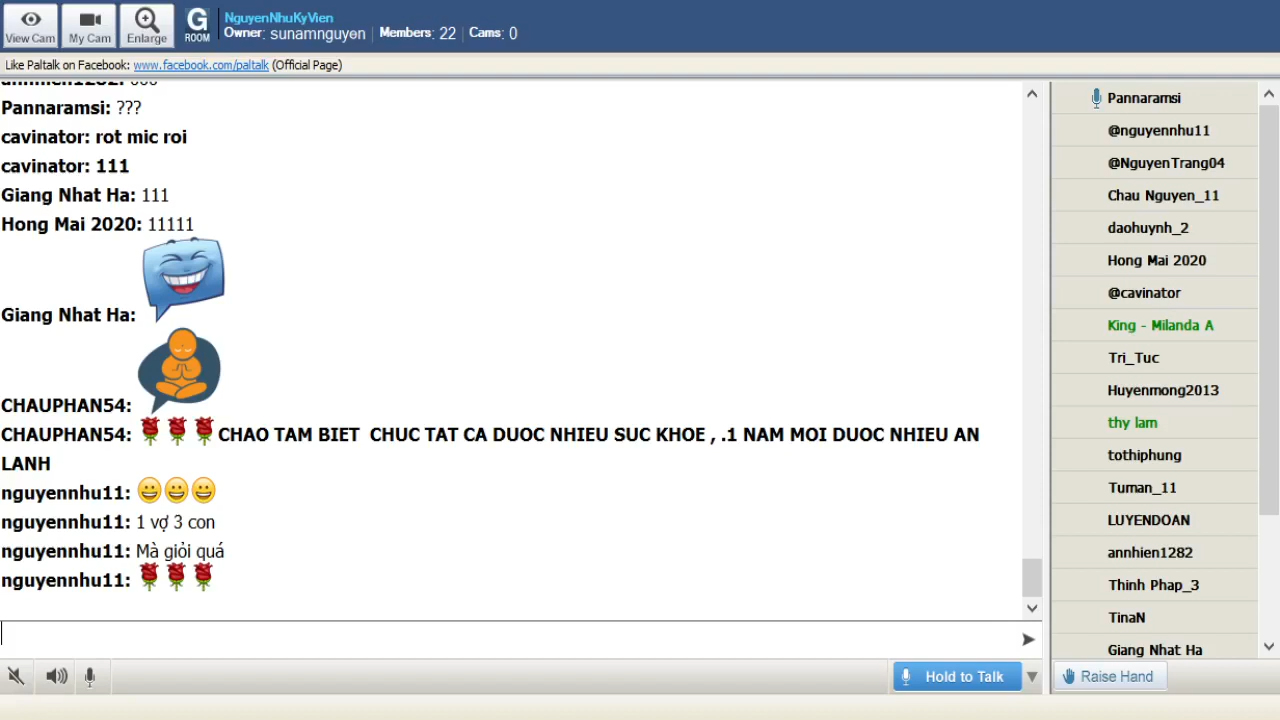 View Cam
My Cam
Enlarge
G
ROOM
NguyenNhuKyVien
Owner: sunamnguyen
Members: 22
Cams: 0
Like Paltalk on Facebook: www.facebook.com/paltalk (Official Page)
Pannaramsi: ???
cavinator: rot mic roi
cavinator: 111
Giang Nhat Ha: 111
Hong Mai 2020: 11111
Giang Nhat Ha:
CHAUPHAN54:
CHAUPHAN54: CHAO TAM BIET CHUC TAT CA DUOC NHIEU SUC KHOE , .1 NAM MOI DUOC NHIEU AN
LANH
nguyennhu11:
nguyennhu11: 1 vợ 3 con
nguyennhu11: Mà giỏi quá
nguyennhu11:
Pannaramsi
@nguyennhu11
@NguyenTrang04
Chau Nguyen_11
daohuynh_2
Hong Mai 2020
@cavinator
King - Milanda A
Tri_Tuc
Huyenmong2013
thy lam
tothiphung
Tuman_11
LUYENDOAN
annhien1282
Thinh Phap_3
TinaN
Giang Nhat Ha
Hold to Talk
Raise Hand